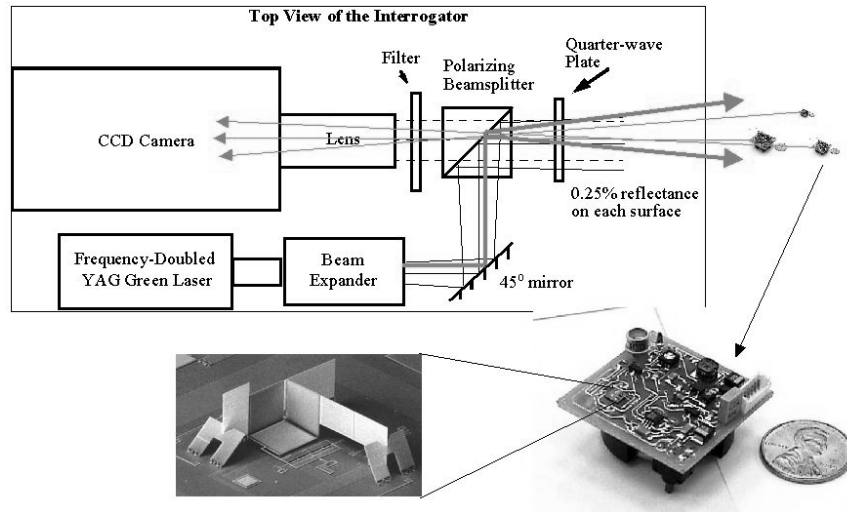 Top View of the Interrogator
Filter
Polarizing
Beamsplitter
Quarter-wave
Plate
CCD Camera
Lens
0.25% reflectance
on each surface
Frequency-Doubled
YAG Green Laser
Beam
Expander
45⁰ mirror